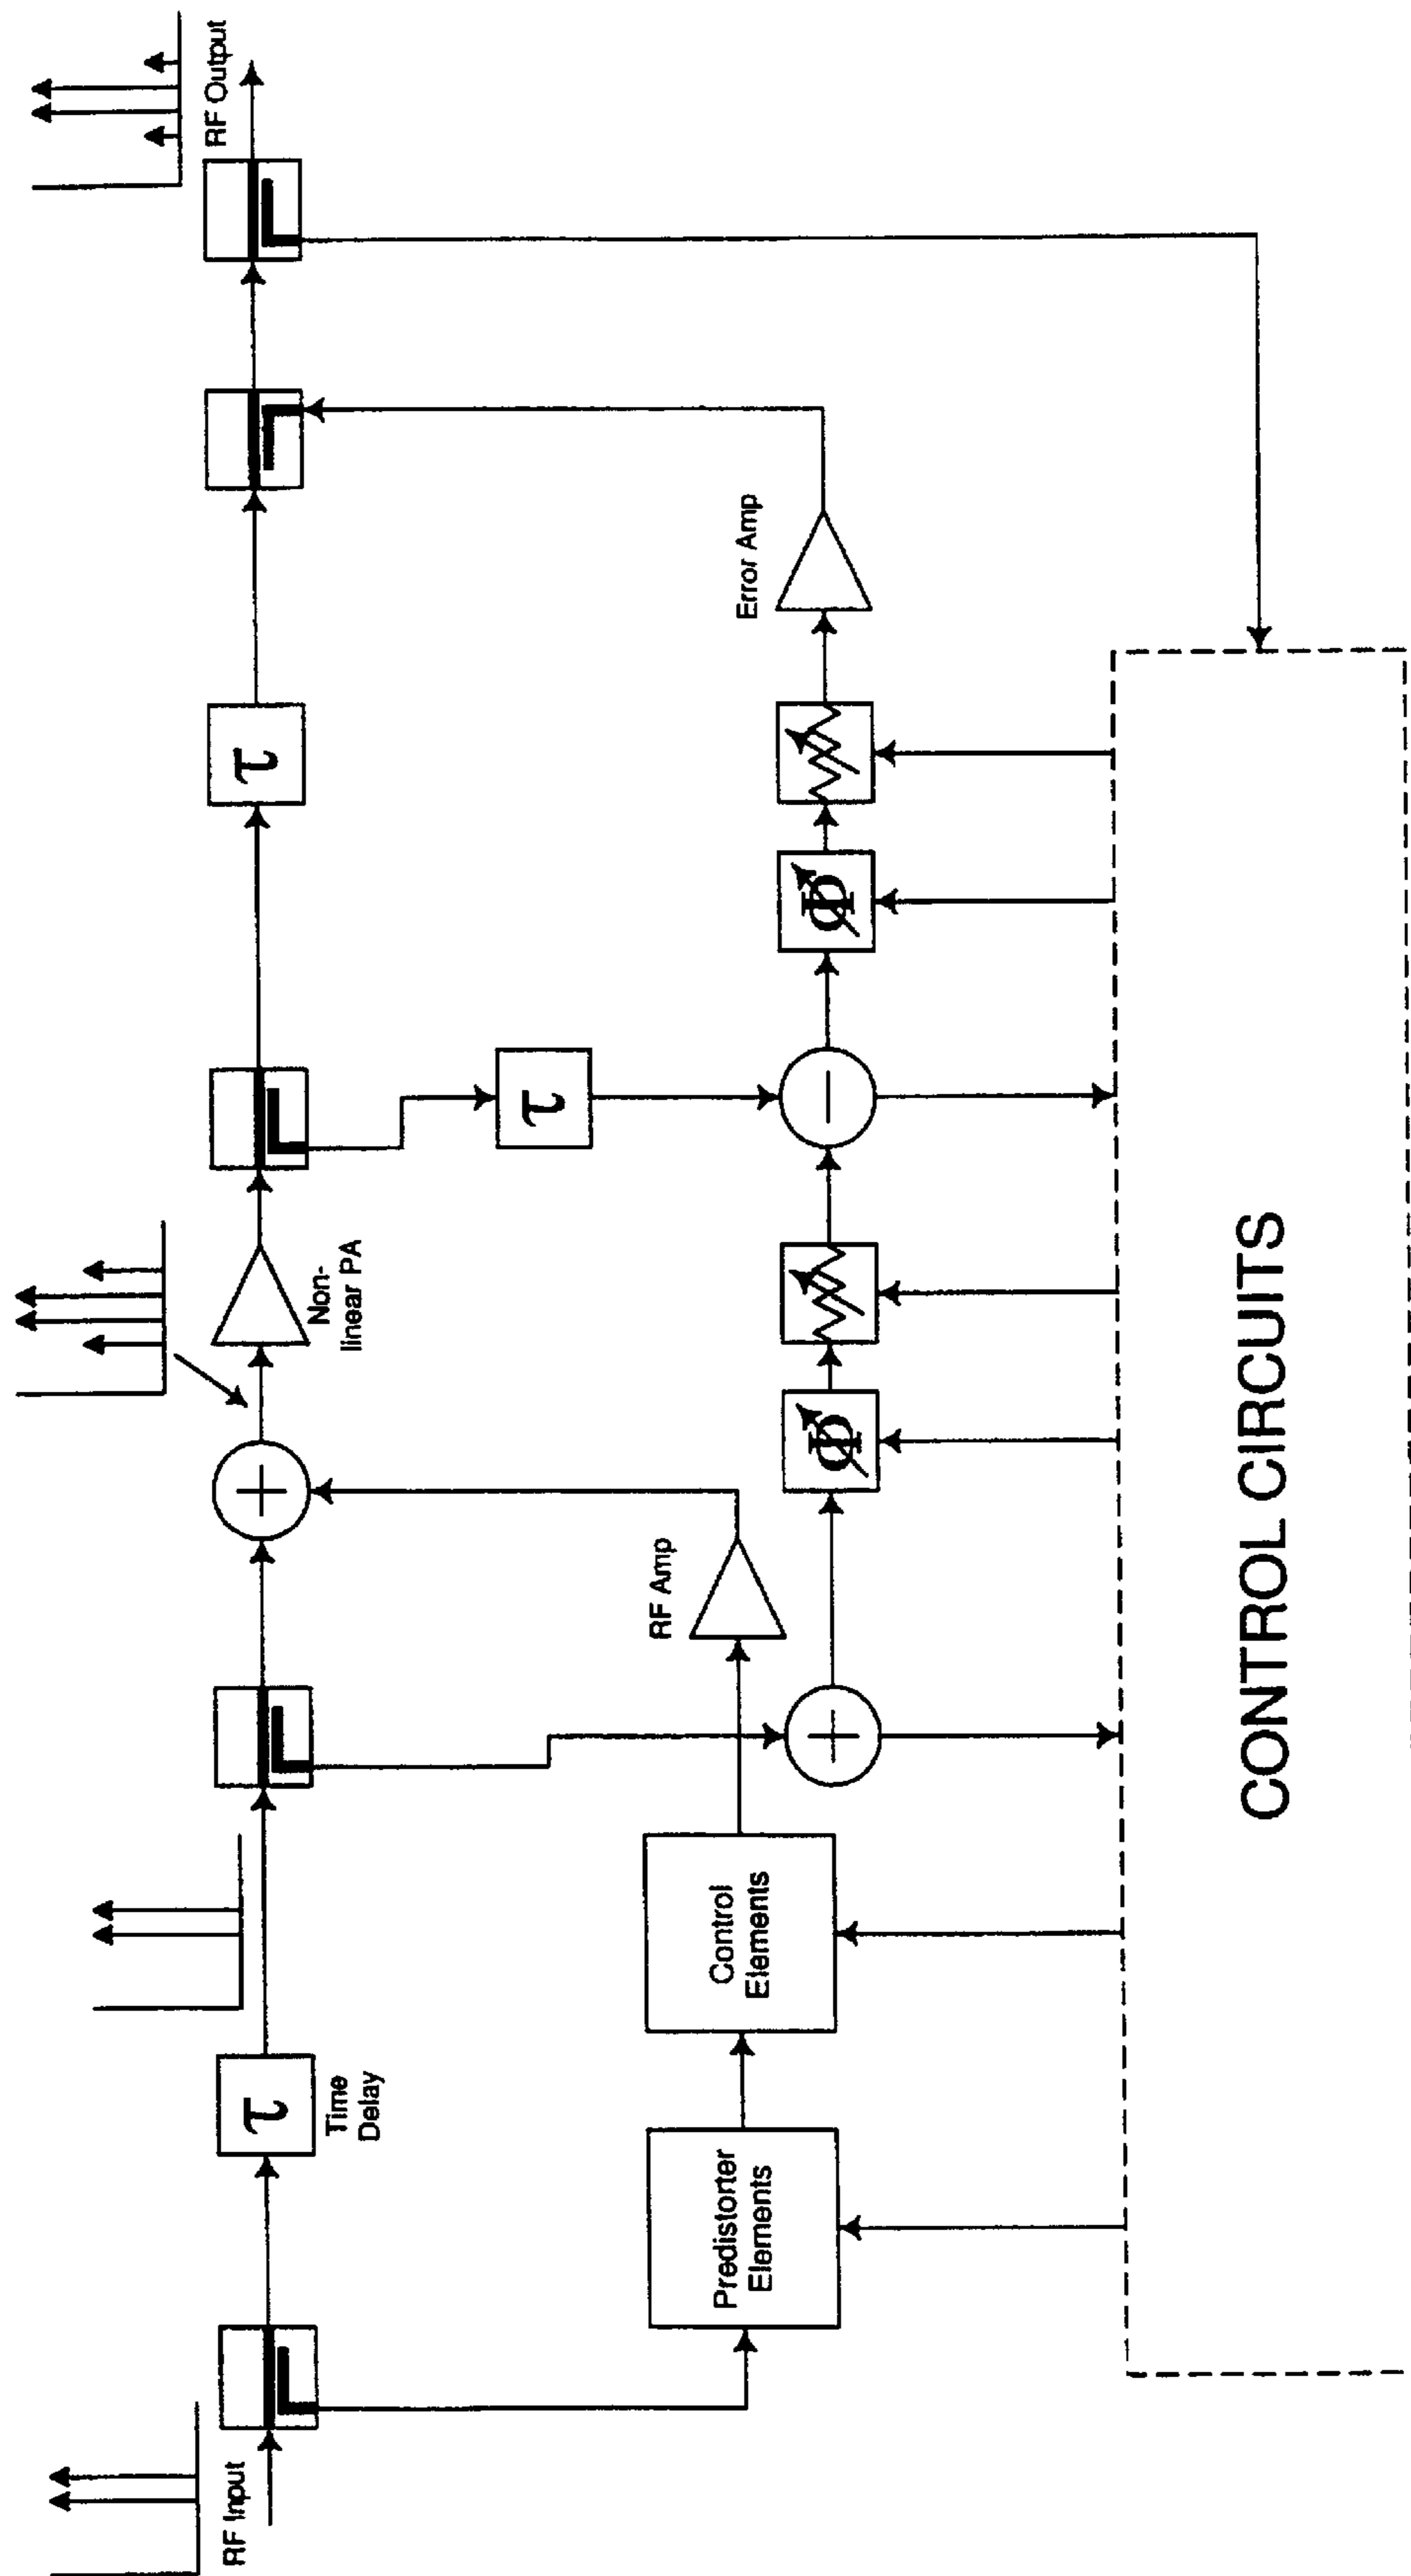 RF Input
τ
Time
Delay
Predistorter
Elements
Control
Elements
+
+
RF Amp
+
Non-
linear PA
Φ
τ
−
Φ
τ
Error Amp
RF Output
CONTROL CIRCUITS